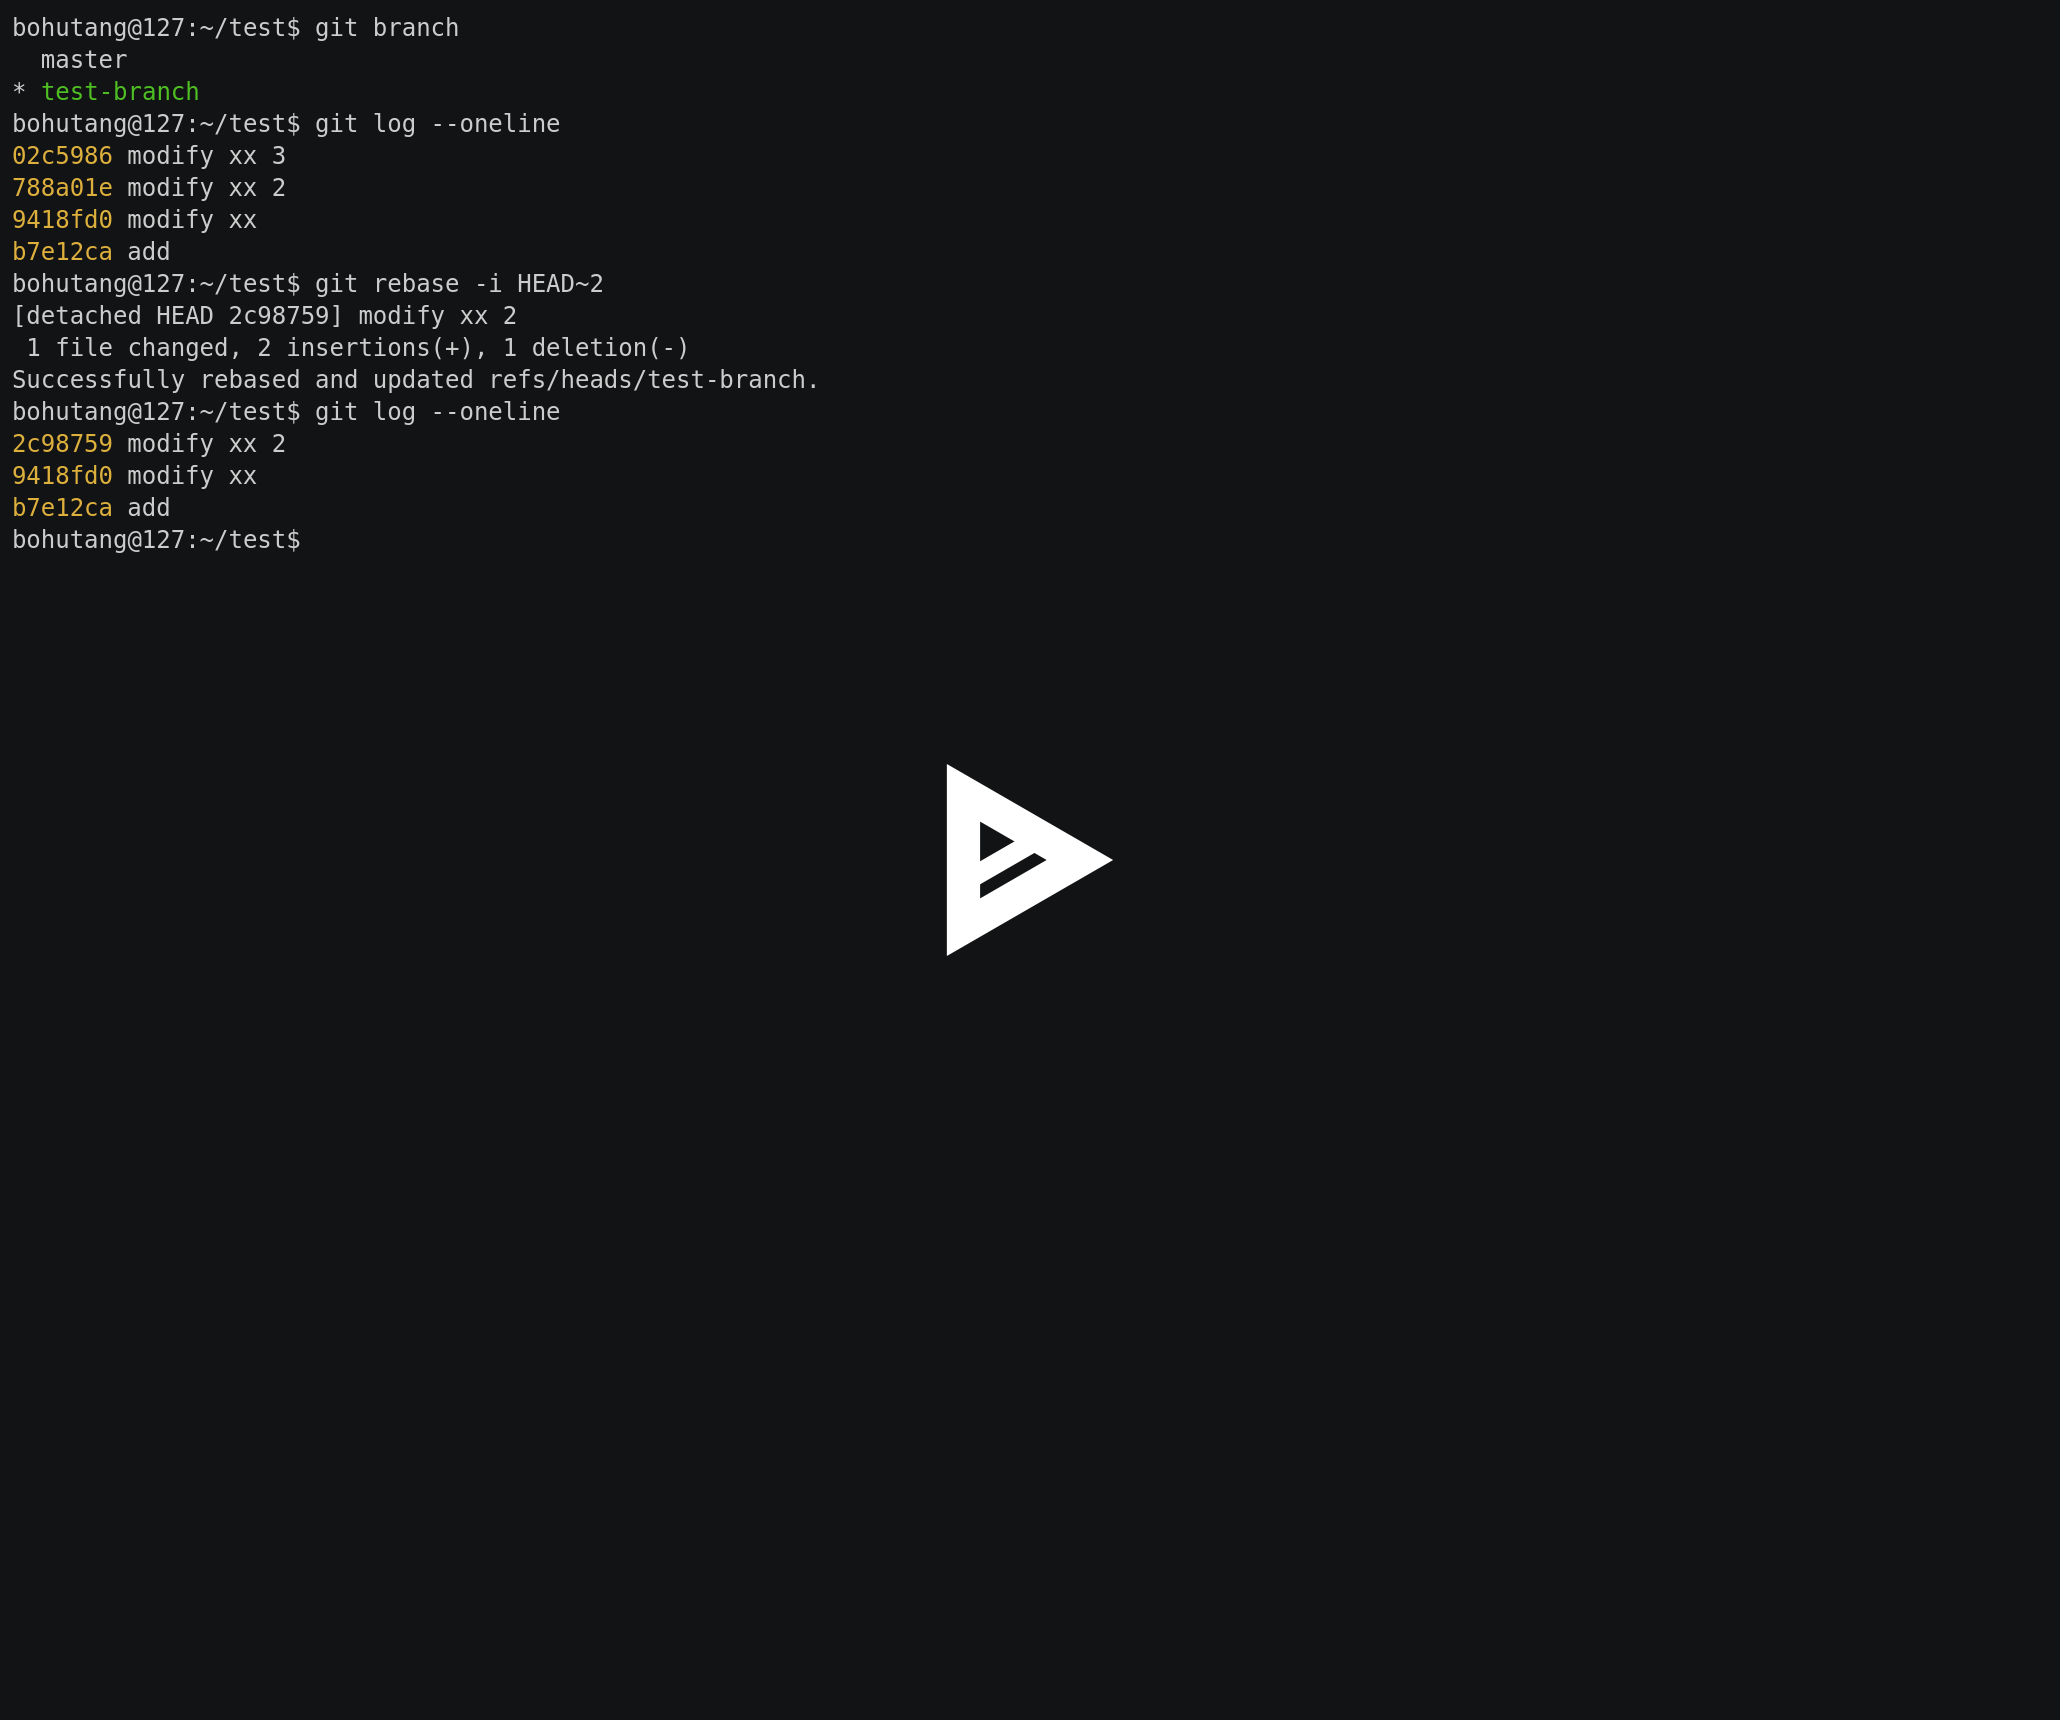 bohutang@127:~/test$ git branch
  master
* test-branch
bohutang@127:~/test$ git log --oneline
02c5986 modify xx 3
788a01e modify xx 2
9418fd0 modify xx
b7e12ca add
bohutang@127:~/test$ git rebase -i HEAD~2
[detached HEAD 2c98759] modify xx 2
 1 file changed, 2 insertions(+), 1 deletion(-)
Successfully rebased and updated refs/heads/test-branch.
bohutang@127:~/test$ git log --oneline
2c98759 modify xx 2
9418fd0 modify xx
b7e12ca add
bohutang@127:~/test$